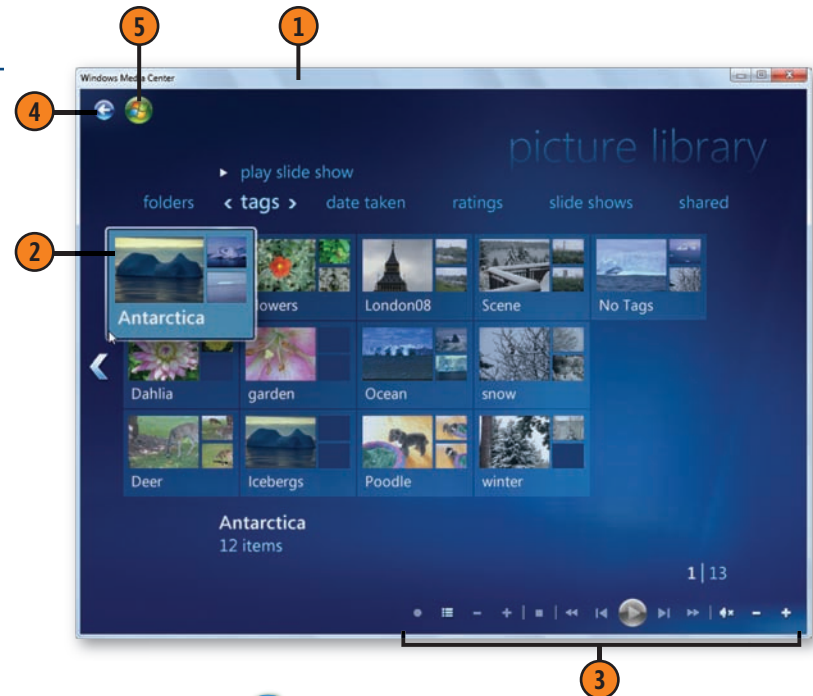 5
1
Windows Media Center
4
picture library
play slide show
folders
tags
date taken
ratings
slide shows
shared
2
Antarctica
lowers
London08
Scene
No Tags
Dahlia
garden
Ocean
snow
Deer
Icebergs
Poodle
winter
Antarctica
12 items
1 | 13
3